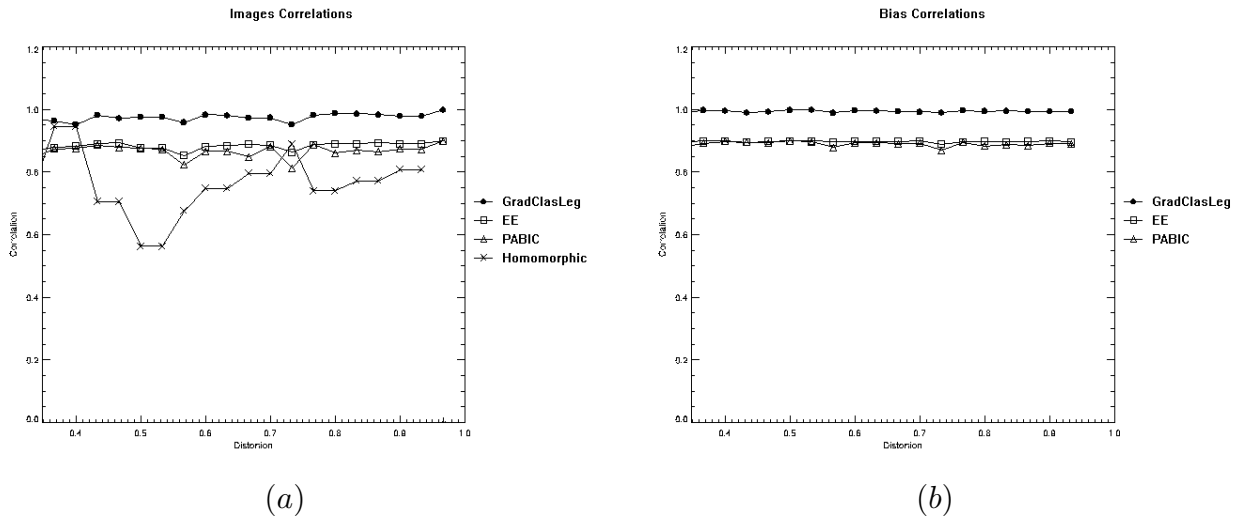 Images Correlations
1.2
1.0
0.8
0.6
0.4
0.2
0.0
Correlation
0.4
0.5
0.6
0.7
0.8
0.9
1.0
Distortion
GradClasLeg
EE
PABIC
Homomorphic
(a)
Bias Correlations
1.2
1.0
0.8
0.6
0.4
0.2
0.0
Correlation
0.4
0.5
0.6
0.7
0.8
0.9
1.0
Distortion
GradClasLeg
EE
PABIC
(b)